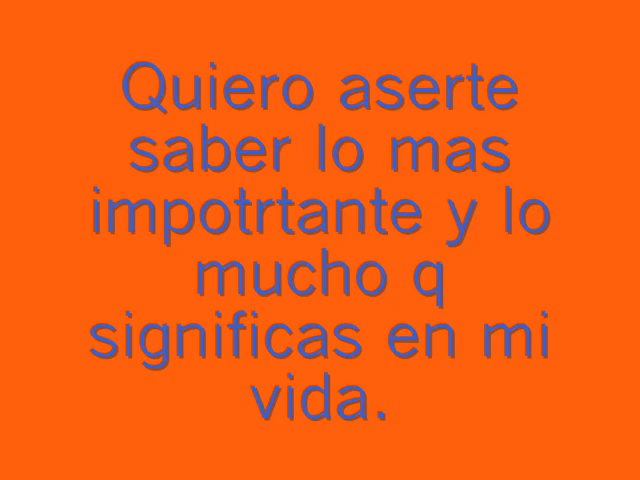 Quiero aserte
saber lo mas
impotrtante y lo
mucho q
significas en mi
vida.